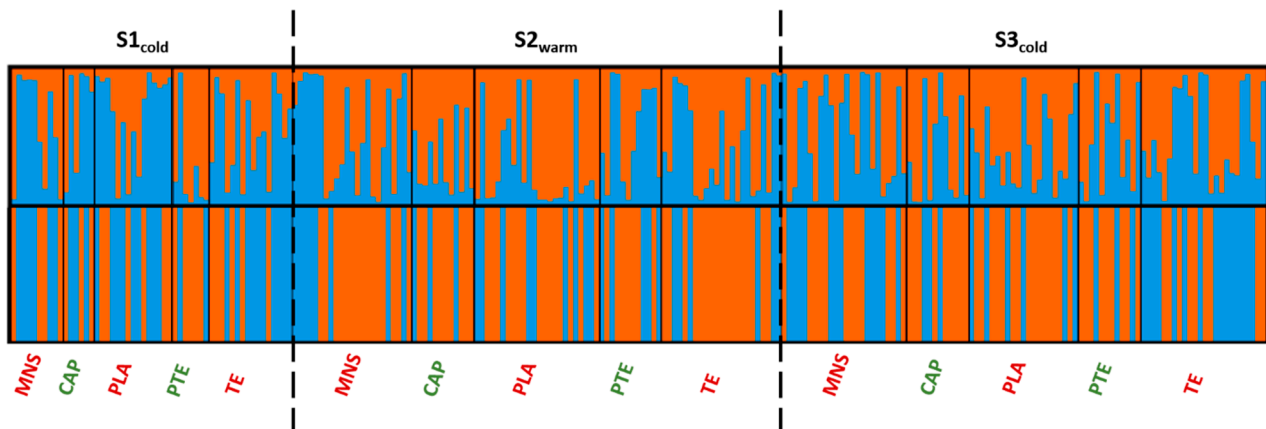 S1cold S2warm S3cold
MNS CAP PLA PTE TE MNS CAP PLA PTE TE MNS CAP PLA PTE TE